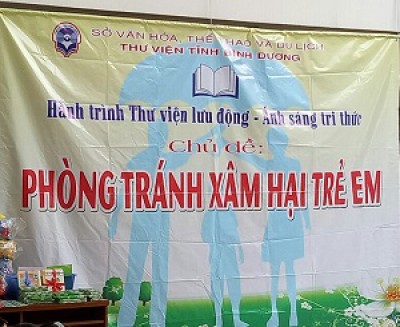 SỞ VĂN HÓA, THỂ THAO VÀ DU LỊCH
THƯ VIỆN TỈNH BÌNH DƯƠNG
Hành trình Thư viện lưu động - Ánh sáng tri thức
Chủ đề:
PHÒNG TRÁNH XÂM HẠI TRẺ EM